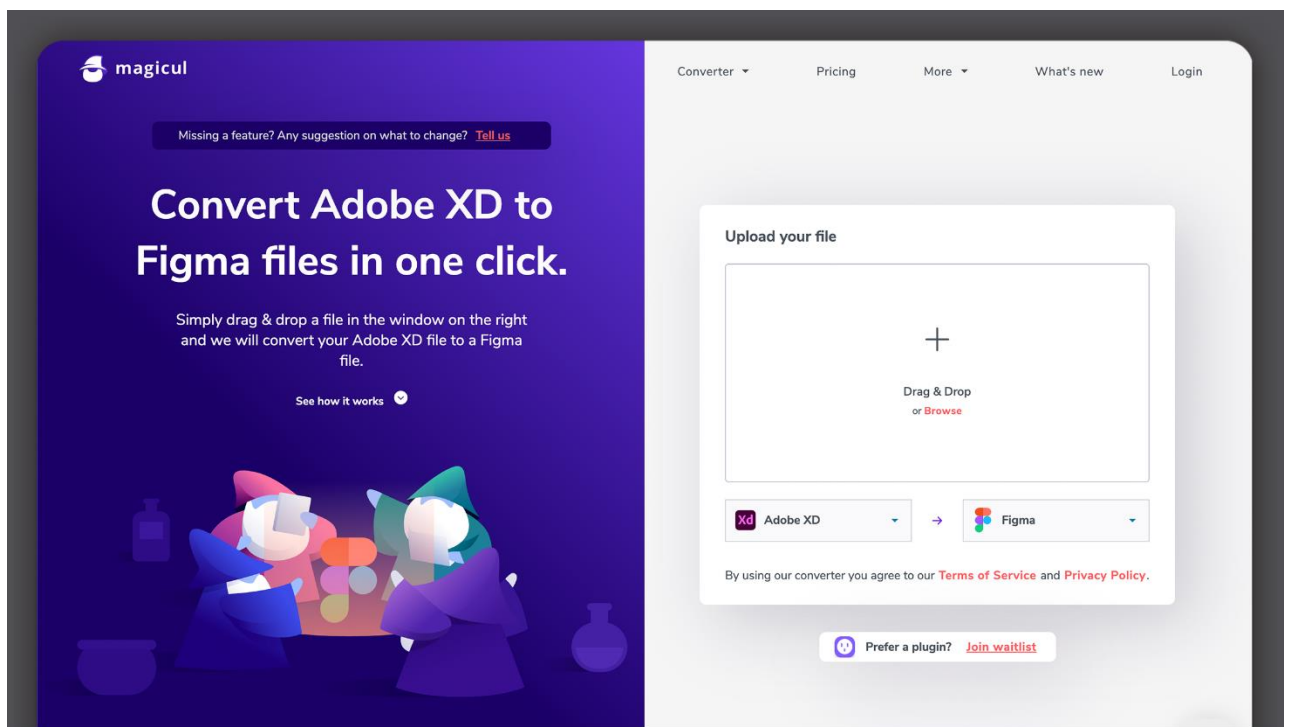 magicul
Converter
Pricing
More
What's new
Login
Missing a feature? Any suggestion on what to change? Tell us
Convert Adobe XD to
Figma files in one click.
Simply drag & drop a file in the window on the right
and we will convert your Adobe XD file to a Figma
file.
See how it works
Upload your file
Drag & Drop
or Browse
Xd Adobe XD
Figma
By using our converter you agree to our Terms of Service and Privacy Policy.
Prefer a plugin? Join waitlist